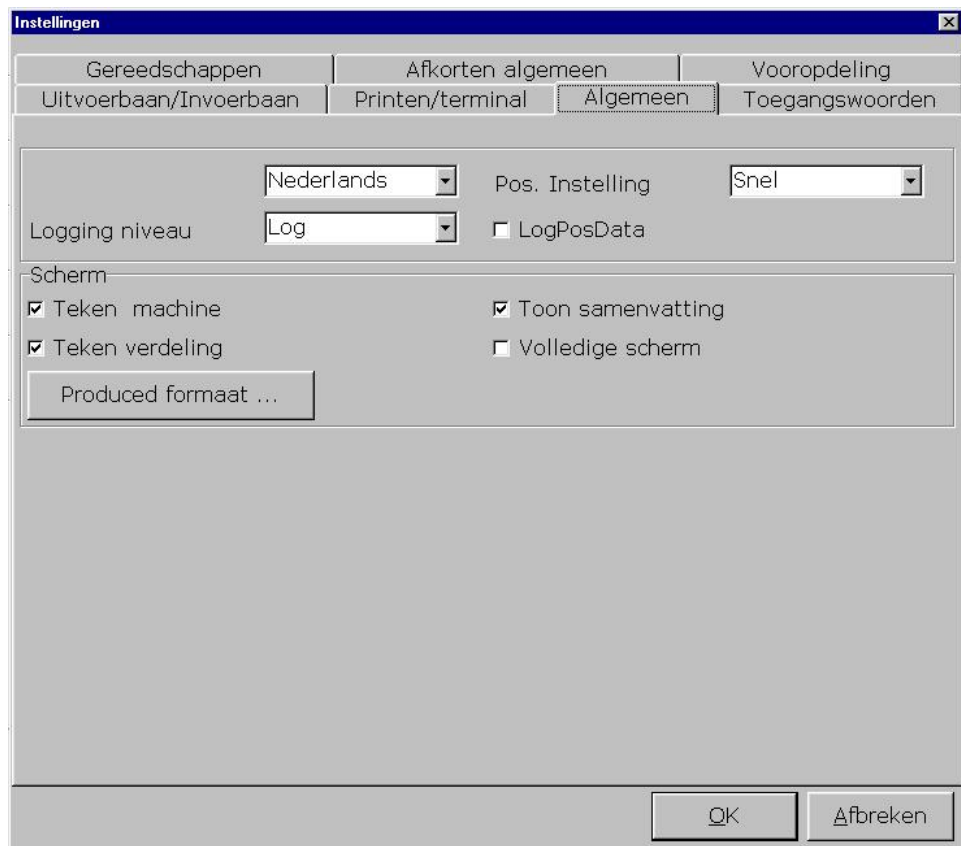 Instellingen
Gereedschappen Afkorten algemeen Vooropdeling
Uitvoerbaan/Invoerbaan Printen/terminal Algemeen Toegangswoorden
Nederlands Pos. Instelling Snel
Logging niveau Log LogPosData
Scherm
Teken machine Toon samenvatting
Teken verdeling Volledige scherm
Produced formaat ...
OK Afbreken